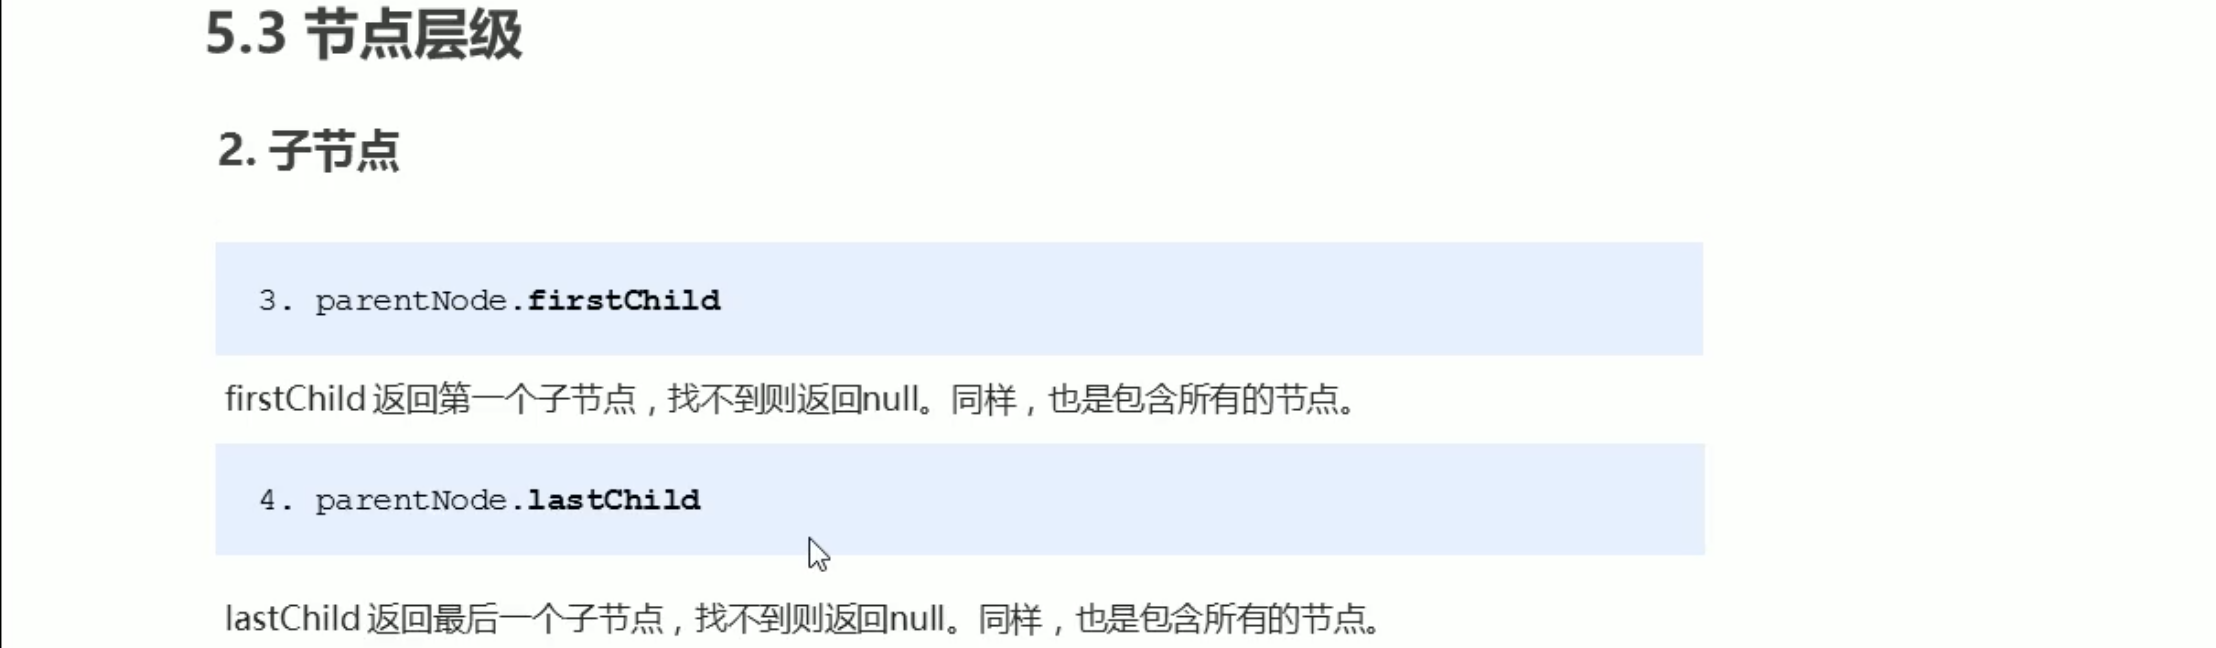 5.3 节点层级
2. 子节点
3. parentNode.firstChild
firstChild 返回第一个子节点，找不到则返回null。同样，也是包含所有的节点。
4. parentNode.lastChild
lastChild 返回最后一个子节点，找不到则返回null。同样，也是包含所有的节点。